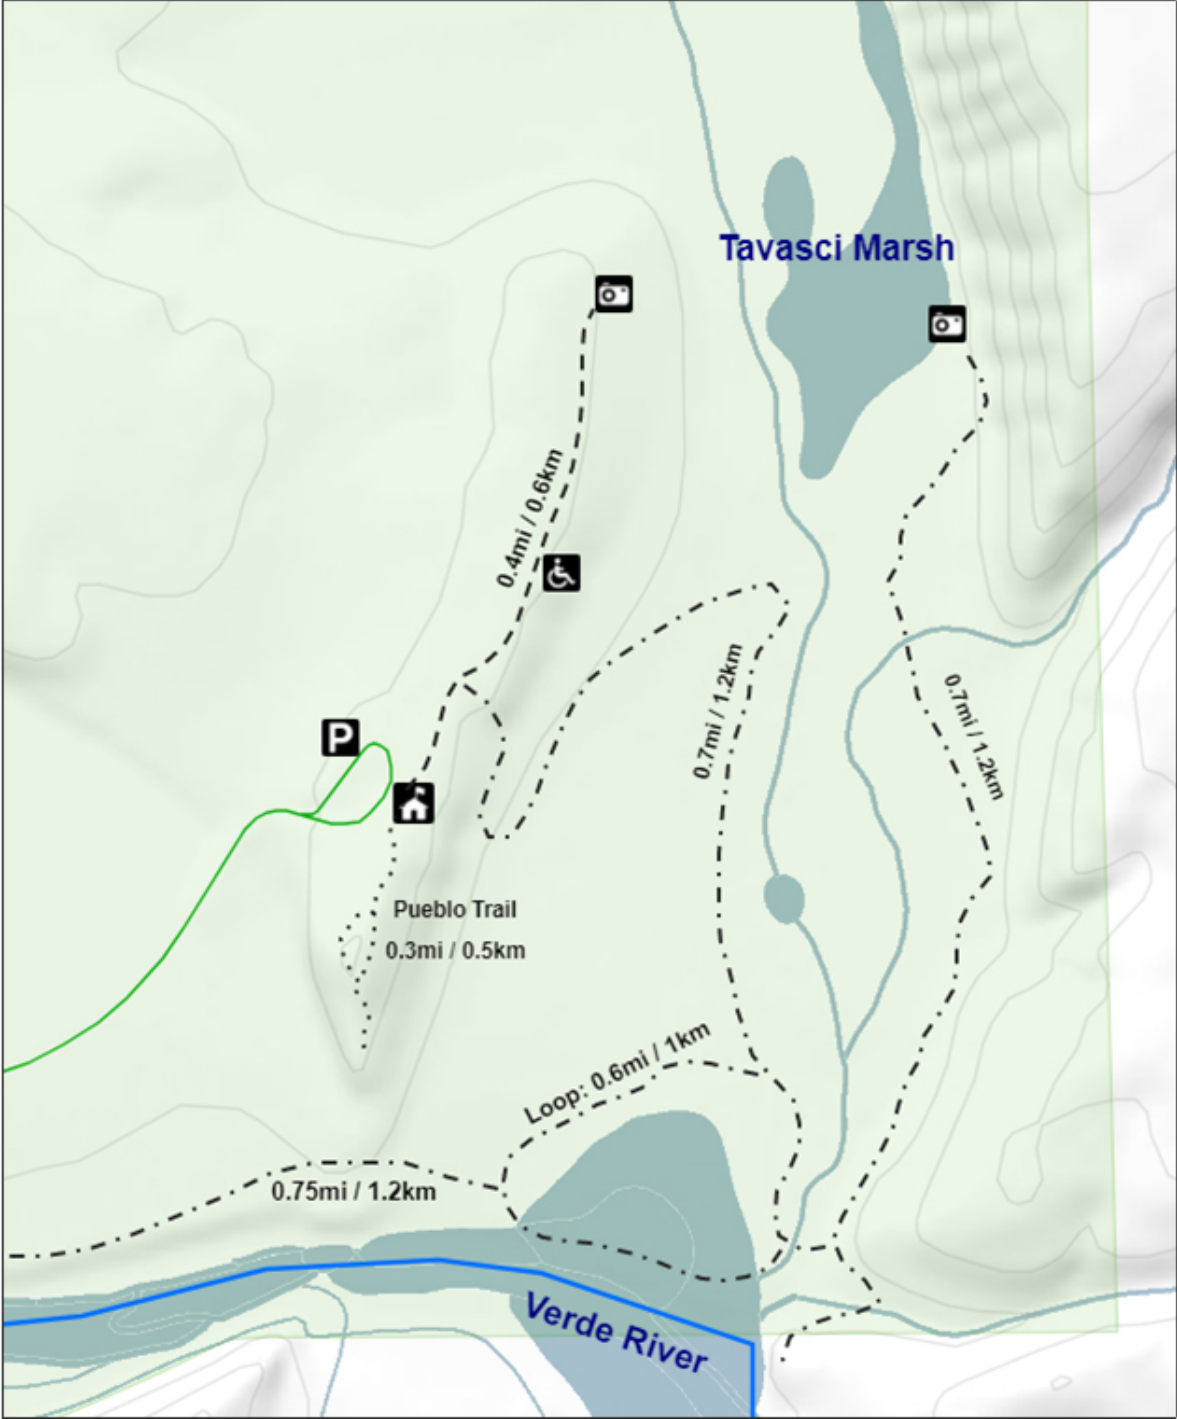 Tavasci Marsh
0.4mi / 0.6km
0.7mi / 1.2km
0.7mi / 1.2km
P
Pueblo Trail
0.3mi / 0.5km
Loop: 0.6mi / 1km
0.75mi / 1.2km
Verde River